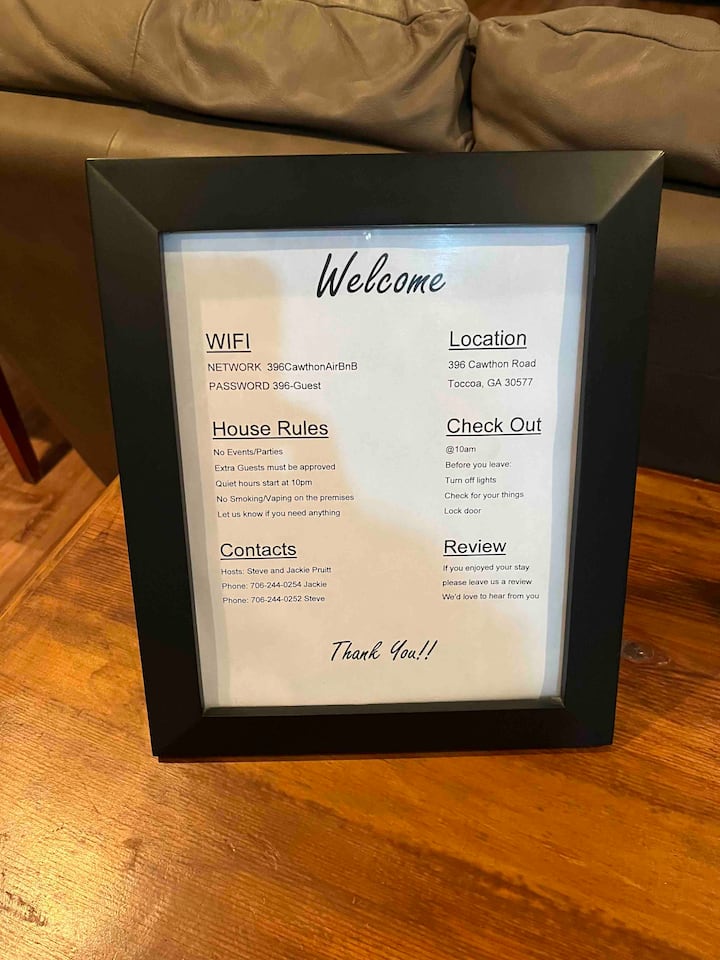 Welcome
WIFI
NETWORK 396CawthonAirBnB
PASSWORD 396-Guest
Location
396 Cawthon Road
Toccoa, GA 30577
House Rules
No Events/Parties
Extra Guests must be approved
Quiet hours start at 10pm
No Smoking/Vaping on the premises
Let us know if you need anything
Check Out
@10am
Before you leave:
Turn off lights
Check for your things
Lock door
Contacts
Hosts: Steve and Jackie Pruitt
Phone: 706-244-0254 Jackie
Phone: 706-244-0252 Steve
Review
If you enjoyed your stay
please leave us a review
We'd love to hear from you
Thank You!!